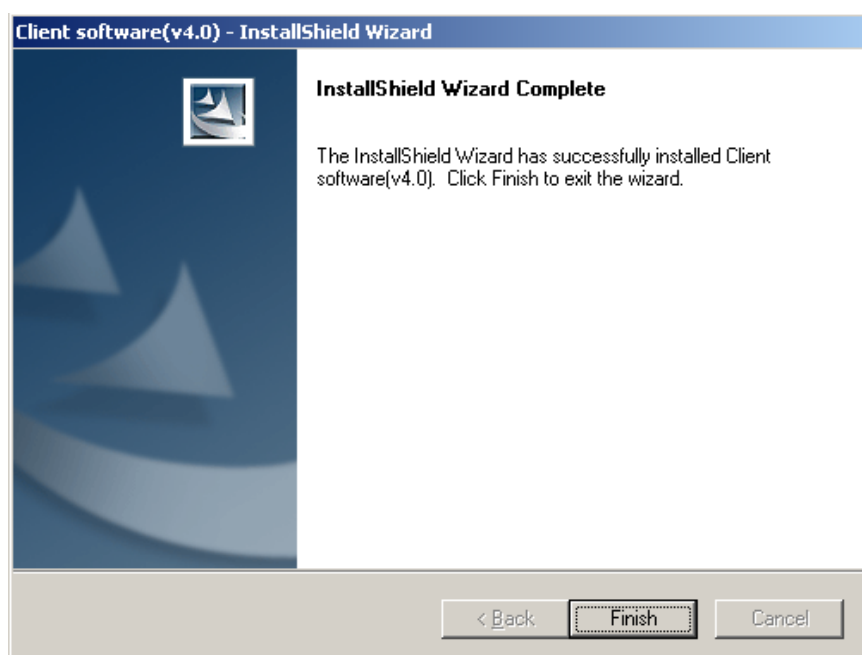 Client software(v4.0) - InstallShield Wizard
InstallShield Wizard Complete
The InstallShield Wizard has successfully installed Client
software(v4.0). Click Finish to exit the wizard.
< Back
Finish
Cancel